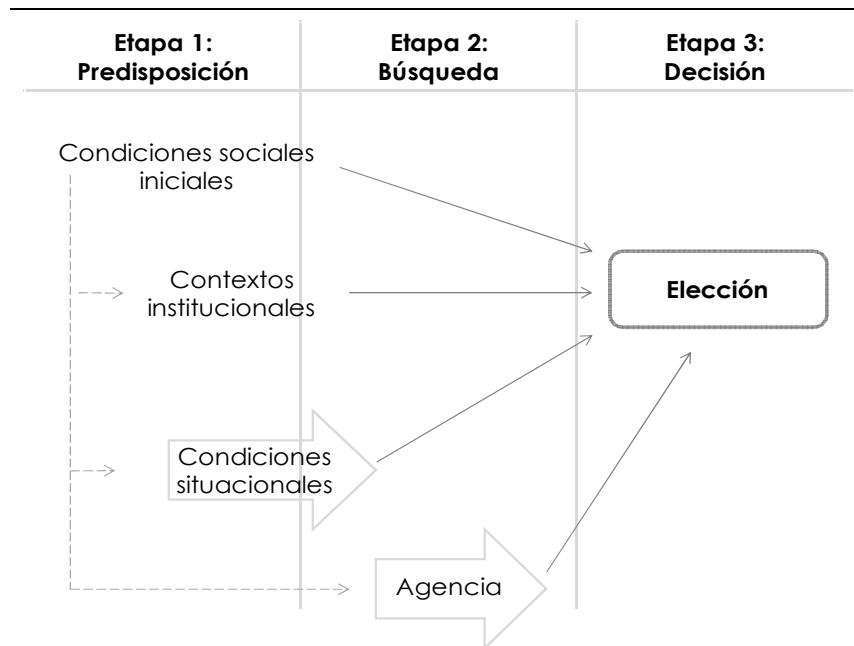 Etapa 1:
Predisposición
Etapa 2:
Búsqueda
Etapa 3:
Decisión
Condiciones sociales
iniciales
Contextos
institucionales
Elección
Condiciones
situacionales
Agencia